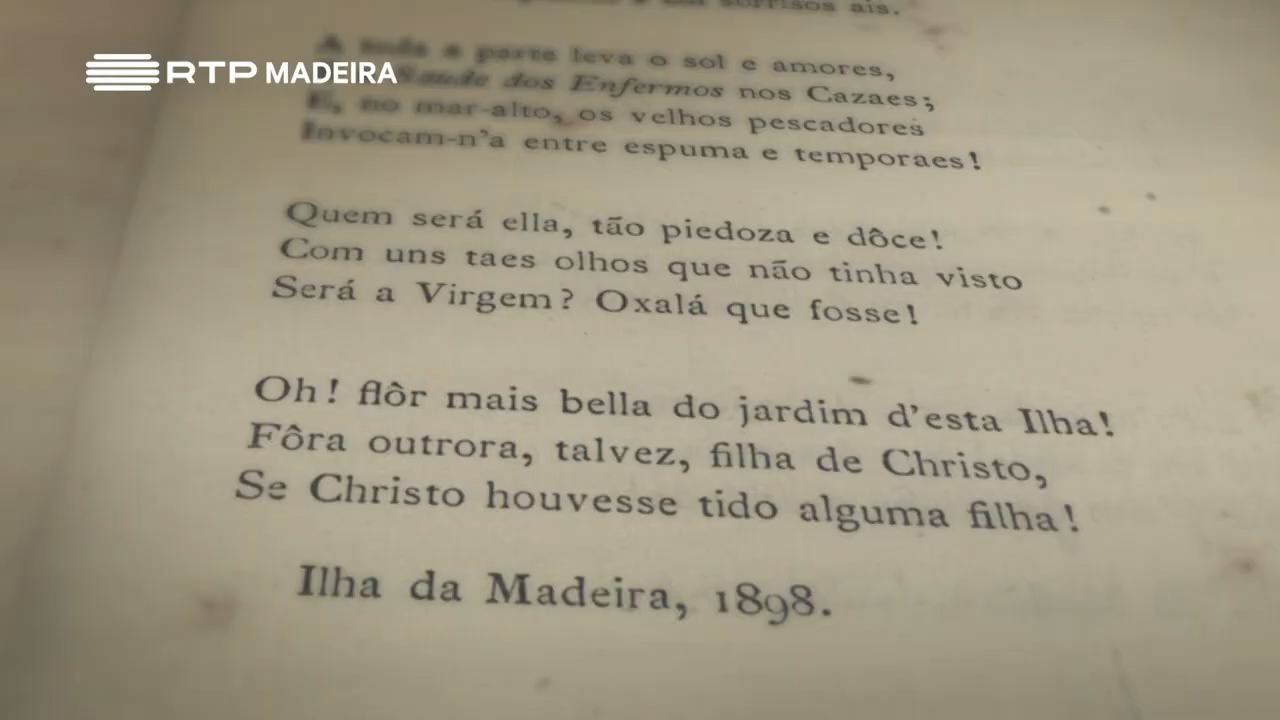 sorrisos ais.
RTP MADEIRA
A toda a parte leva o sol e amores,
Saude dos Enfermos nos Cazaes;
E, no mar-alto, os velhos pescadores
Invocam-n'a entre espuma e temporaes!
Quem será ella, tão piedoza e dôce!
Com uns taes olhos que não tinha visto
Será a Virgem? Oxalá que fosse!
Oh! flôr mais bella do jardim d'esta Ilha!
Fôra outrora, talvez, filha de Christo,
Se Christo houvesse tido alguma filha!
Ilha da Madeira, 1898.